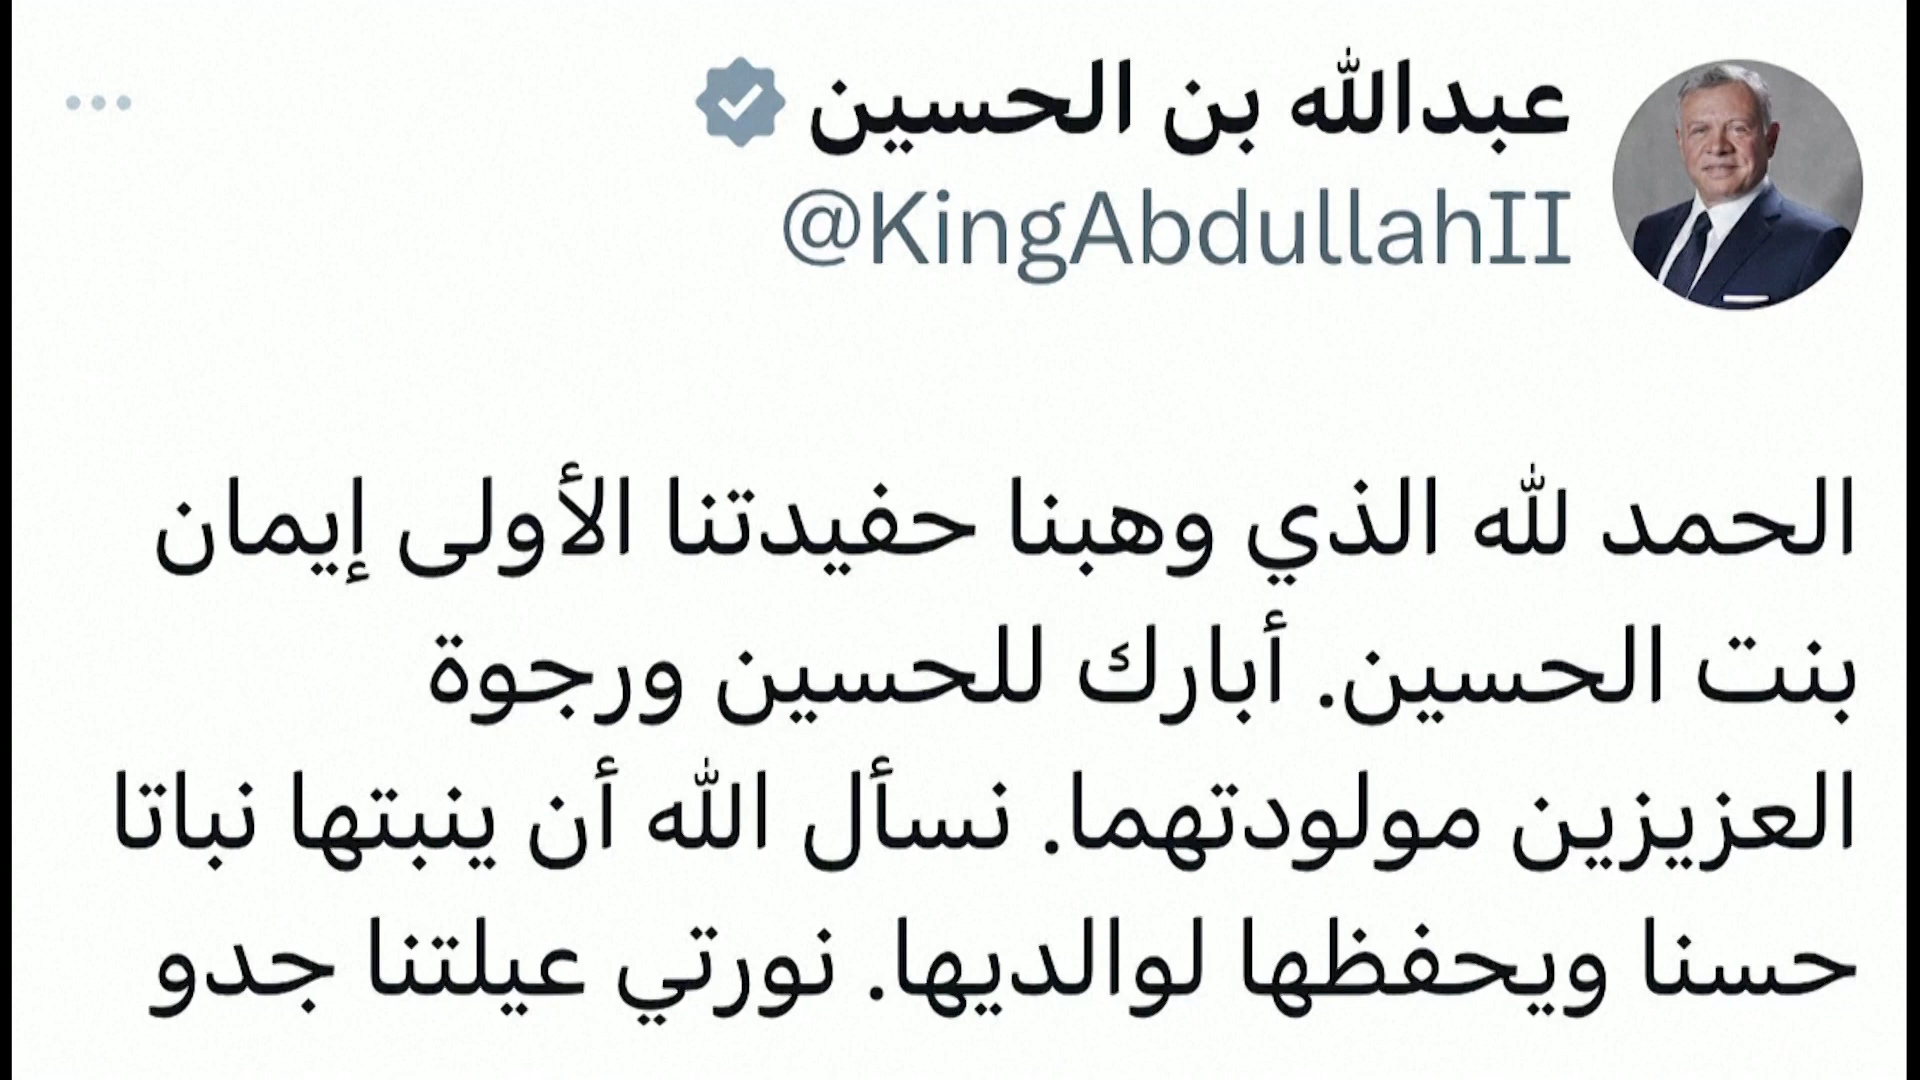 عبدالله بن الحسين
@KingAbdullahII
الحمد لله الذي وهبنا حفيدتنا الأولى إيمان
بنت الحسين. أبارك للحسين ورجوة
العزيزين مولودتهما. نسأل الله أن ينبتها نباتا
حسنا ويحفظها لوالديها. نورتي عيلتنا جدو